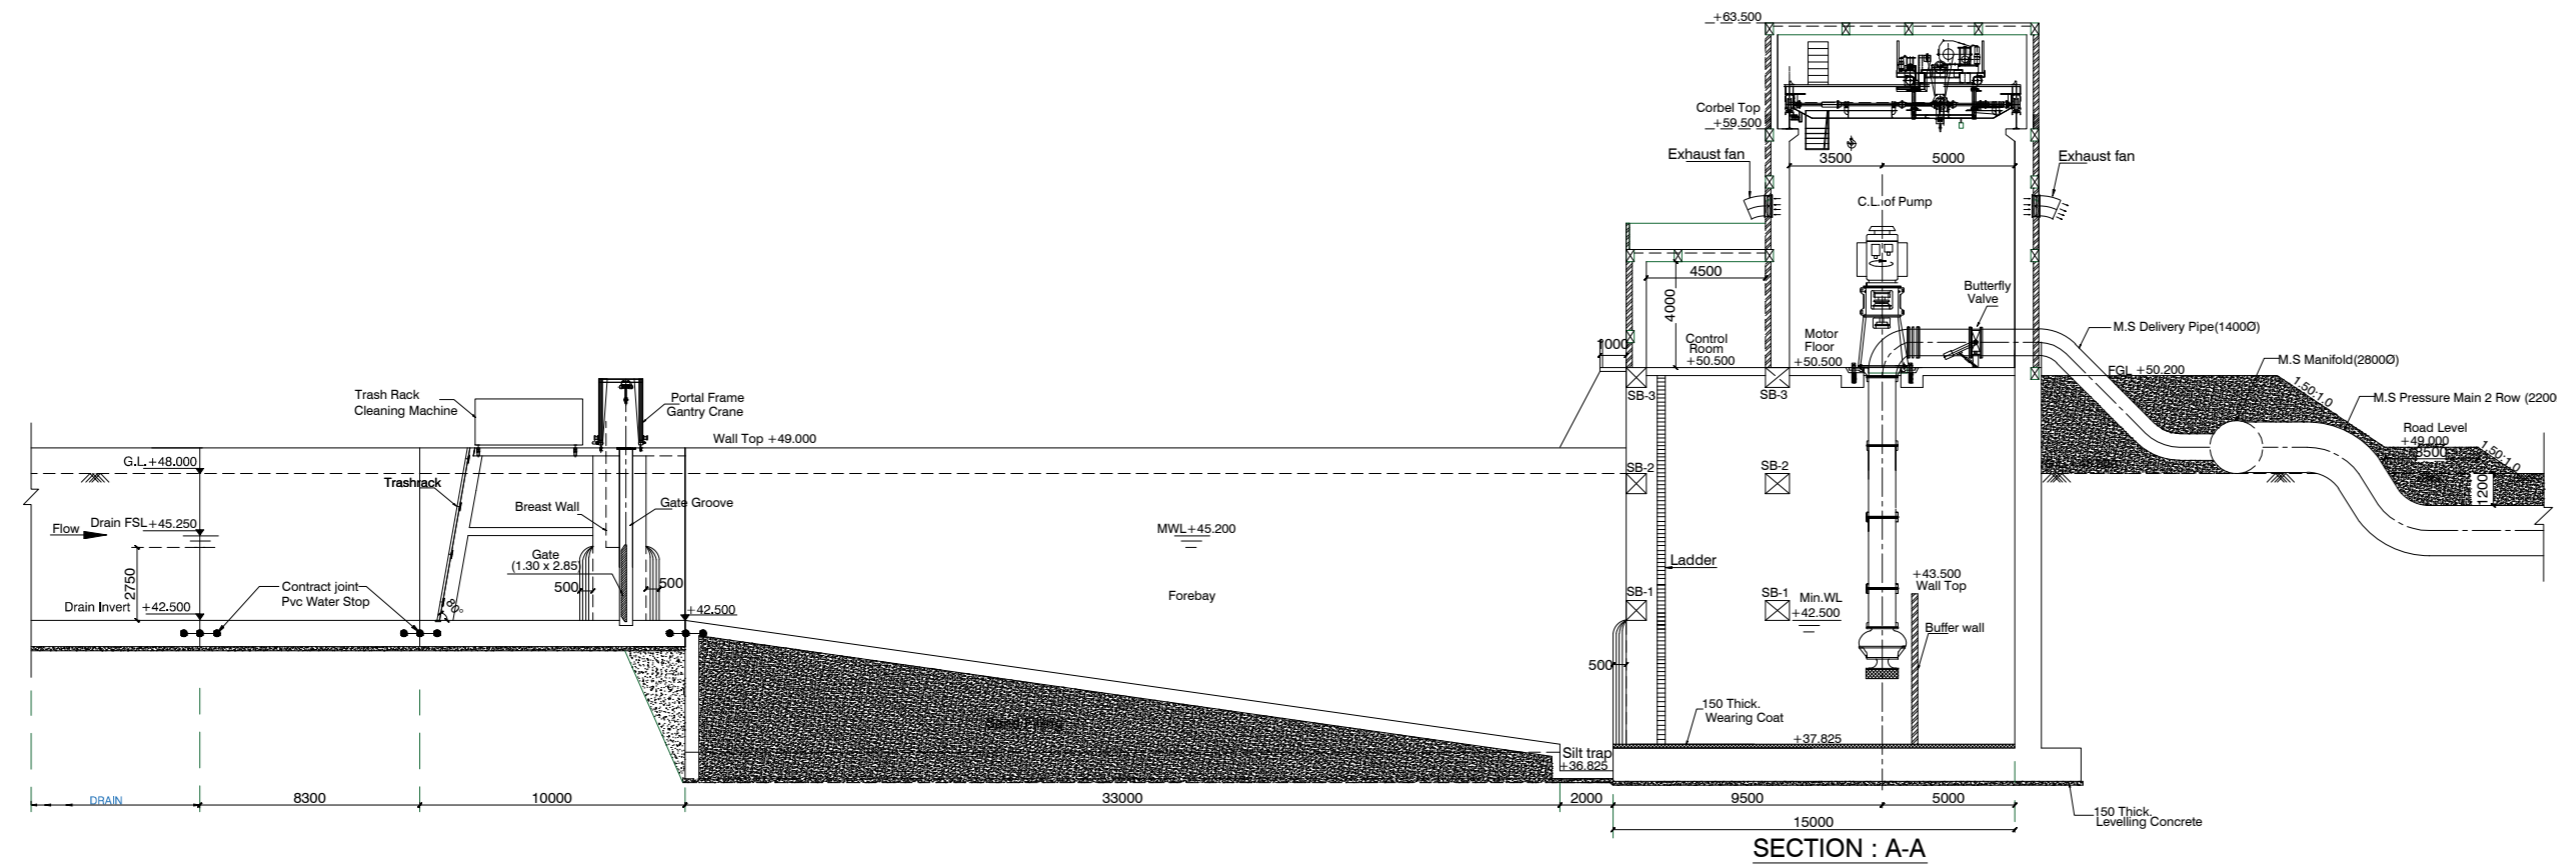 +63.500
Corbel Top
+59.500
Exhaust fan
3500
5000
Exhaust fan
C.L. of Pump
4500
4000
Butterfly
Valve
1000
Control
Room
+50.500
Motor
Floor
+50.500
M.S Delivery Pipe(1400Ø)
M.S Manifold(2800Ø)
FGL +50.200
1.50:1.0
M.S Pressure Main 2 Row (2200
Trash Rack
Cleaning Machine
Portal Frame
Gantry Crane
SB-3
SB-3
Wall Top +49.000
Road Level
+49.000
1.50:1.0
G.L.+48.000
Trashrack
SB-2
SB-2
1200
Breast Wall
Gate Groove
Flow
Drain FSL+45.250
MWL+45.200
Gate
(1.30 x 2.85)
500
500
Ladder
2750
Contract joint
Pvc Water Stop
Forebay
+43.500
Wall Top
SB-1
SB-1
Min.WL
+42.500
Drain Invert
+42.500
80°
+42.500
Buffer wall
500
150 Thick.
Wearing Coat
+37.825
Silt trap
+36.825
DRAIN
8300
10000
33000
2000
9500
5000
150 Thick.
Levelling Concrete
15000
SECTION : A-A